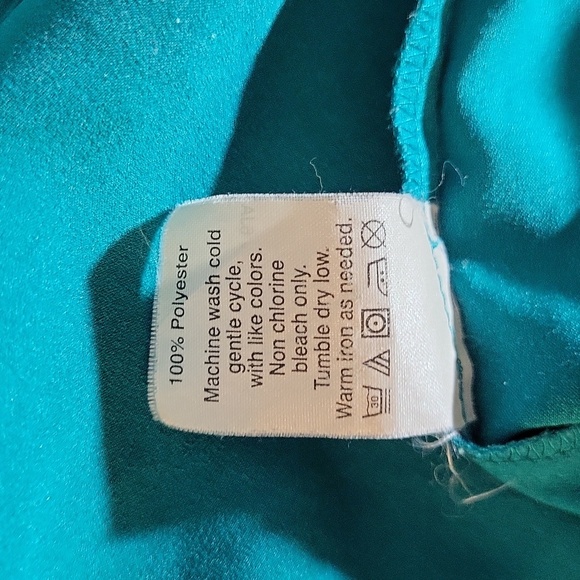 100% Polyester
Machine wash cold
gentle cycle,
with like colors.
Non chlorine
bleach only.
Tumble dry low.
Warm iron as needed.
30